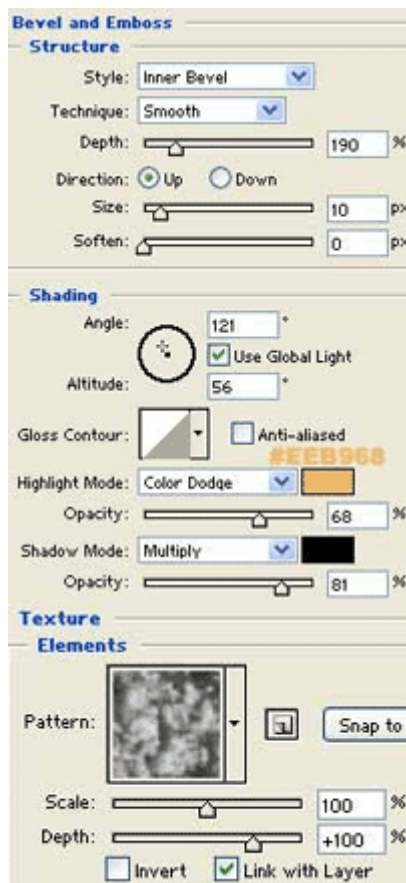 Bevel and Emboss
Structure
Style: Inner Bevel
Technique: Smooth
Depth: 190 %
Direction: Up Down
Size: 10 px
Soften: 0 px
Shading
Angle: 121 °
Use Global Light
Altitude: 56 °
Gloss Contour: Anti-aliased
#EEB968
Highlight Mode: Color Dodge
Opacity: 68 %
Shadow Mode: Multiply
Opacity: 81 %
Texture
Elements
Pattern: Snap to
Scale: 100 %
Depth: +100 %
Invert Link with Layer